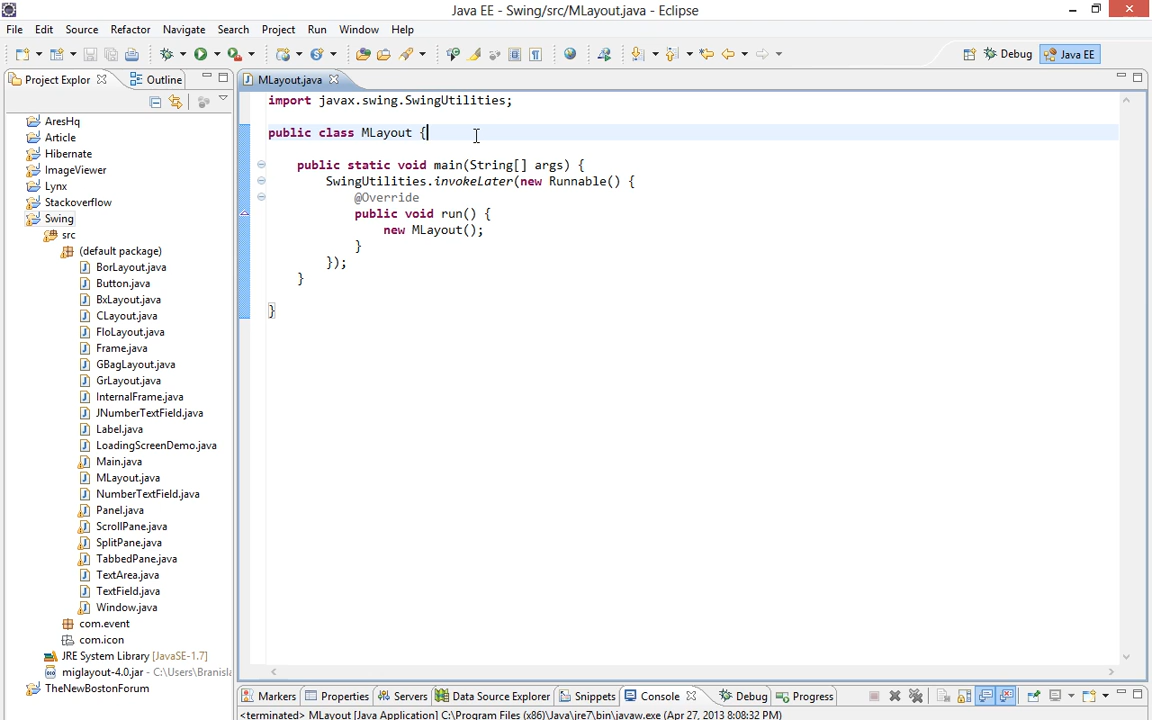 Java EE - Swing/src/MLayout.java - Eclipse
File Edit Source Refactor Navigate Search Project Run Window Help
Debug Java EE
Project Explor Outline
MLayout.java
AresHq
Article
Hibernate
ImageViewer
Lynx
Stackoverflow
Swing
src
(default package)
BorLayout.java
Button.java
BxLayout.java
CLayout.java
FloLayout.java
Frame.java
GBagLayout.java
GrLayout.java
InternalFrame.java
JNumberTextField.java
Label.java
LoadingScreenDemo.java
Main.java
MLayout.java
NumberTextField.java
Panel.java
ScrollPane.java
SplitPane.java
TabbedPane.java
TextArea.java
TextField.java
Window.java
com.event
com.icon
JRE System Library [JavaSE-1.7]
miglayout-4.0.jar - C:\Users\Branisla
TheNewBostonForum
import javax.swing.SwingUtilities;
public class MLayout {
public static void main(String[] args) {
SwingUtilities.invokeLater(new Runnable() {
@Override
public void run() {
new MLayout();
}
});
}
}
Markers Properties Servers Data Source Explorer Snippets Console Debug Progress
<terminated> MLayout [Java Application] C:\Program Files (x86)\Java\jre7\bin\javaw.exe (Apr 27, 2013 8:08:32 PM)